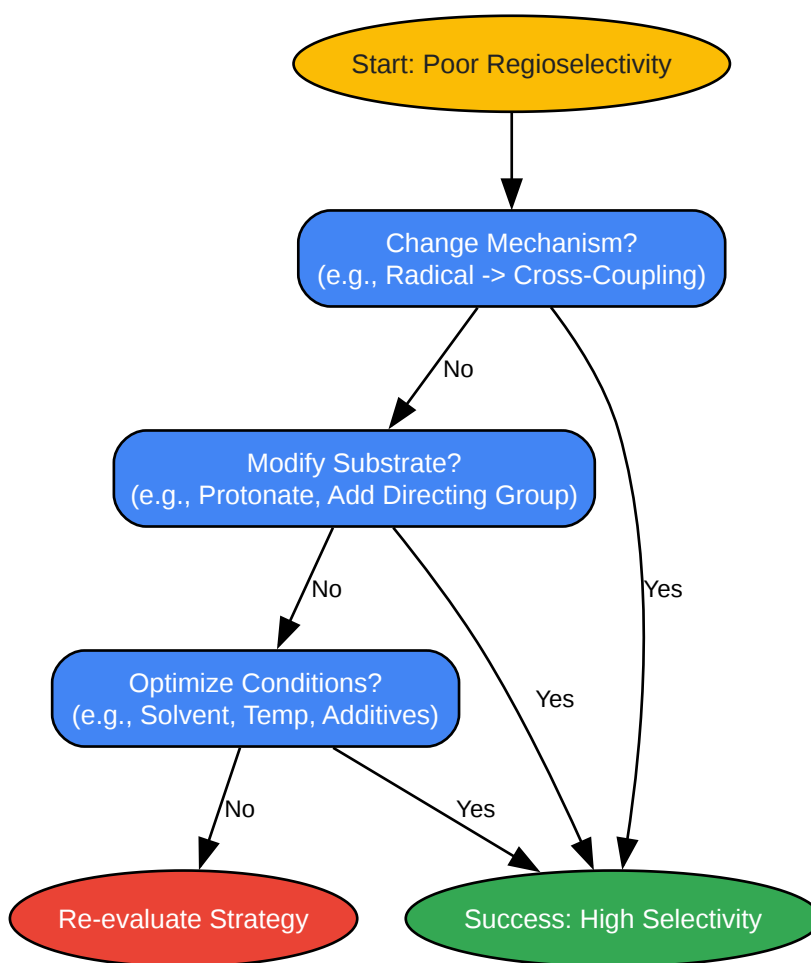 Start: Poor Regioselectivity
Change Mechanism?
(e.g., Radical -> Cross-Coupling)
No
Modify Substrate?
(e.g., Protonate, Add Directing Group)
No
Yes
Optimize Conditions?
(e.g., Solvent, Temp, Additives)
Yes
No
Yes
Re-evaluate Strategy
Success: High Selectivity